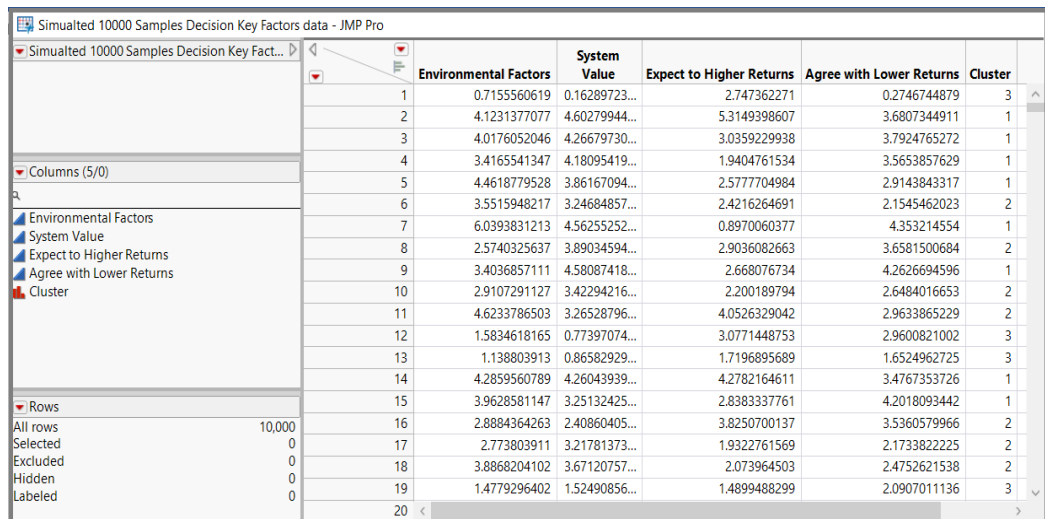 Simualted 10000 Samples Decision Key Factors data - JMP Pro
Simualted 10000 Samples Decision Key Fact...
Columns (5/0)
Environmental Factors
System Value
Expect to Higher Returns
Agree with Lower Returns
Cluster
Rows
All rows 10,000
Selected 0
Excluded 0
Hidden 0
Labeled 0
Environmental Factors System Value Expect to Higher Returns Agree with Lower Returns Cluster
1 0.7155560619 0.16289723... 2.747362271 0.2746744879 3
2 4.1231377077 4.60279944... 5.3149398607 3.6807344911 1
3 4.0176052046 4.26679730... 3.0359229938 3.7924765272 1
4 3.4165541347 4.18095419... 1.9404761534 3.5653857629 1
5 4.4618779528 3.86167094... 2.5777704984 2.9143843317 1
6 3.5515948217 3.24684857... 2.4216264691 2.1545462023 2
7 6.0393831213 4.56255252... 0.8970060377 4.353214554 1
8 2.5740325637 3.89034594... 2.9036082663 3.6581500684 2
9 3.4036857111 4.58087418... 2.668076734 4.2626694596 1
10 2.9107291127 3.42294216... 2.200189794 2.6484016653 2
11 4.6233786503 3.26528796... 4.0526329042 2.9633865229 2
12 1.5834618165 0.77397074... 3.0771448753 2.9600821002 3
13 1.138803913 0.86582929... 1.7196895689 1.6524962725 3
14 4.2859560789 4.26043939... 4.2782164611 3.4767353726 1
15 3.9628581147 3.25132425... 2.8383337761 4.2018093442 1
16 2.8884364263 2.40860405... 3.8250700137 3.5360579966 2
17 2.773803911 3.21781373... 1.9322761569 2.1733822225 2
18 3.8868204102 3.67120757... 2.073964503 2.4752621538 2
19 1.4779296402 1.52490856... 1.4899488299 2.0907011136 3
20